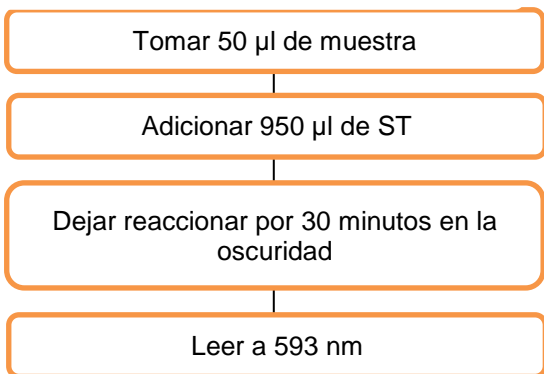 Tomar 50 µl de muestra
Adicionar 950 µl de ST
Dejar reaccionar por 30 minutos en la
oscuridad
Leer a 593 nm